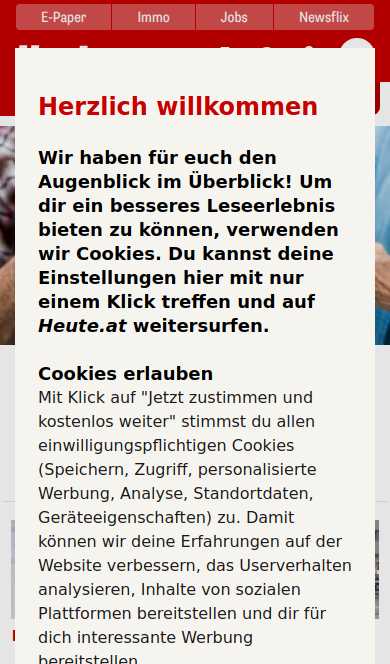 E-Paper
Immo
Jobs
Newsflix
Herzlich willkommen
Wir haben für euch den
Augenblick im Überblick! Um
dir ein besseres Leseerlebnis
bieten zu können, verwenden
wir Cookies. Du kannst deine
Einstellungen hier mit nur
einem Klick treffen und auf
Heute.at weitersurfen.
Cookies erlauben
Mit Klick auf "Jetzt zustimmen und
kostenlos weiter" stimmst du allen
einwilligungspflichtigen Cookies
(Speichern, Zugriff, personalisierte
Werbung, Analyse, Standortdaten,
Geräteeigenschaften) zu. Damit
können wir deine Erfahrungen auf der
Website verbessern, das Userverhalten
analysieren, Inhalte von sozialen
Plattformen bereitstellen und dir für
dich interessante Werbung
bereitstellen